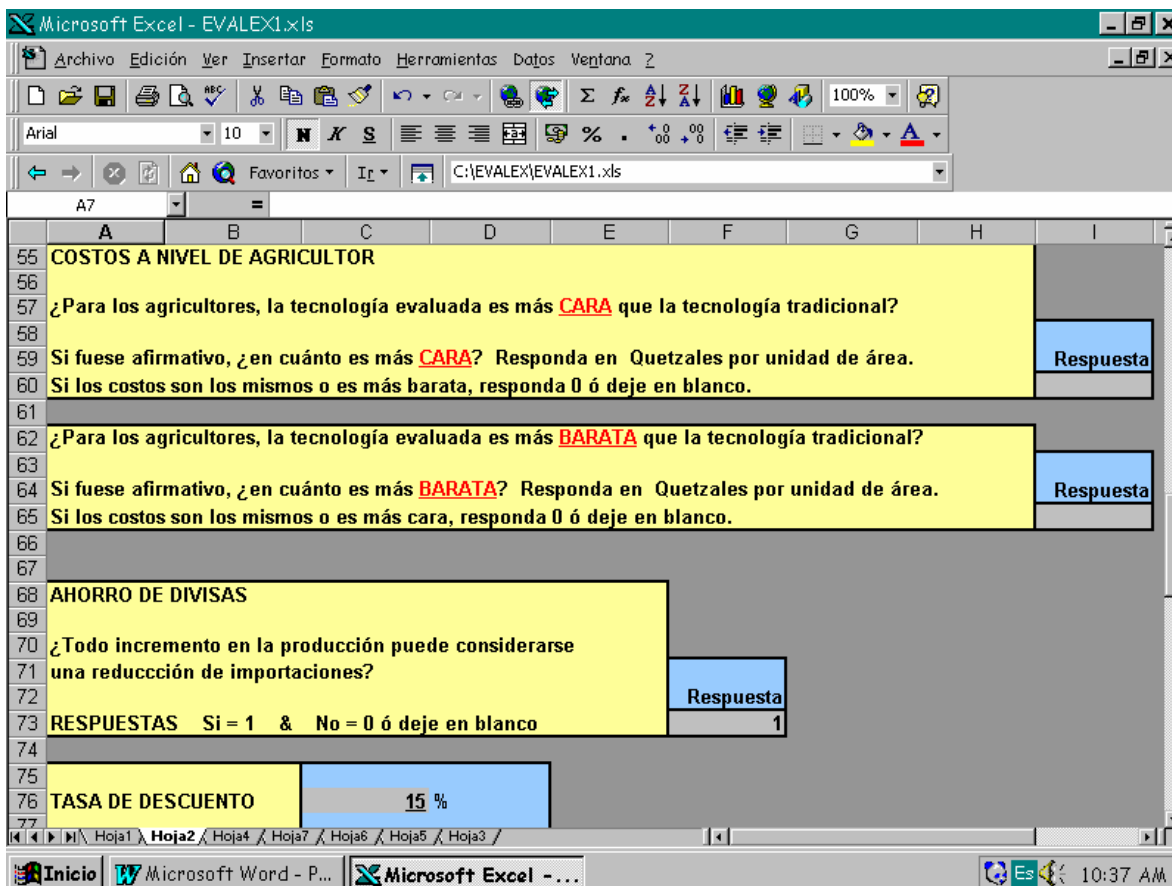 Microsoft Excel - EVALEX1.xls
Archivo Edición Ver Insertar Formato Herramientas Datos Ventana ?
100%
Arial 10 N K S
Favoritos Ir C:\EVALEX\EVALEX1.xls
A7 =
A B C D E F G H I
55 COSTOS A NIVEL DE AGRICULTOR
56
57 ¿Para los agricultores, la tecnología evaluada es más CARA que la tecnología tradicional?
58
59 Si fuese afirmativo, ¿en cuánto es más CARA? Responda en Quetzales por unidad de área. Respuesta
60 Si los costos son los mismos o es más barata, responda 0 ó deje en blanco.
61
62 ¿Para los agricultores, la tecnología evaluada es más BARATA que la tecnología tradicional?
63
64 Si fuese afirmativo, ¿en cuánto es más BARATA? Responda en Quetzales por unidad de área. Respuesta
65 Si los costos son los mismos o es más cara, responda 0 ó deje en blanco.
66
67
68 AHORRO DE DIVISAS
69
70 ¿Todo incremento en la producción puede considerarse
71 una reduccción de importaciones?
72 Respuesta
73 RESPUESTAS Si = 1 & No = 0 ó deje en blanco 1
74
75
76 TASA DE DESCUENTO 15 %
77
Hoja1 Hoja2 Hoja4 Hoja7 Hoja6 Hoja5 Hoja3
Inicio Microsoft Word - P... Microsoft Excel -... Es 10:37 AM